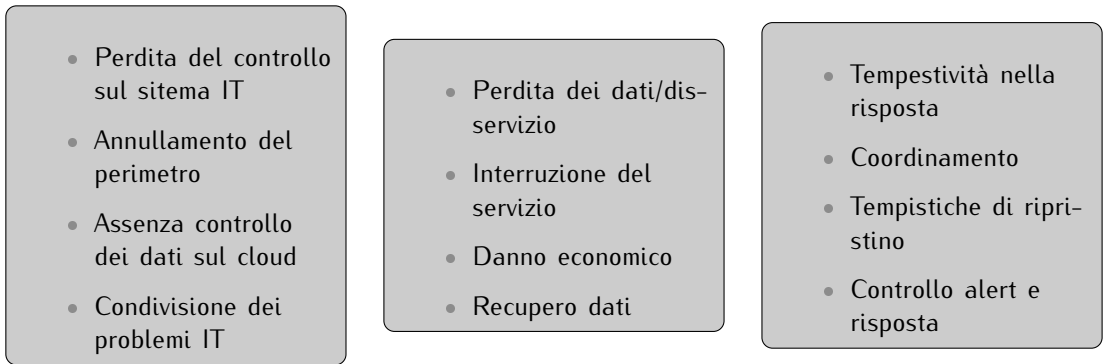 Perdita del controllo
sul sitema IT
Annullamento del
perimetro
Assenza controllo
dei dati sul cloud
Condivisione dei
problemi IT
Perdita dei dati/dis-
servizio
Interruzione del
servizio
Danno economico
Recupero dati
Tempestività nella
risposta
Coordinamento
Tempistiche di ripri-
stino
Controllo alert e
risposta